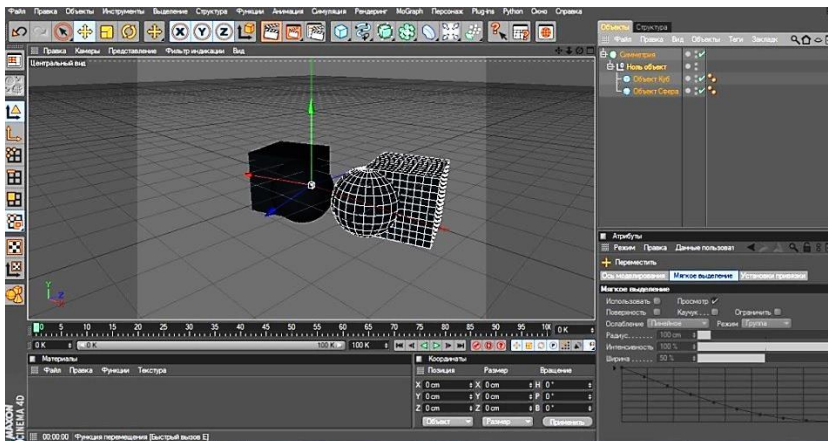 Файл Правка Объекты Инструменты Выделение Структура Функции Анимация Симуляция Рендеринг MoGraph Персонаж Plug-ins Python Окно Справка
Правка Камеры Представление Фильтр индикации Вид
Центральный вид
Y
X Z
0 5 10 15 20 25 30 35 40 45 50 55 60 65 70 75 80 85 90 95 0 K
0 K 0 K 100 K 100 K
Материалы
Файл Правка Функции Текстура
Координаты
Позиция Размер Вращение
X 0 cm X 0 cm H 0 °
Y 0 cm Y 0 cm P 0 °
Z 0 cm Z 0 cm B 0 °
Объект Размер Применить
MAXON
CINEMA 4D
00:00:00 Функция перемещения [Быстрый вызов E]
Объекты Структура
Файл Правка Вид Объекты Теги Закладк
Симметрия
Ноль объект
Объект Куб
Объект Сфера
Атрибуты
Режим Правка Данные пользоват
Переместить
Ось моделирования Мягкое выделение Установки привязки
Мягкое выделение
Использовать Просмотр
Поверхность Каучук . . . Ограничить
Ослабление Линейное Режим Группа
Радиус. . . . . . . 100 cm
Интенсивность 100 %
Ширина . . . . . . 50 %